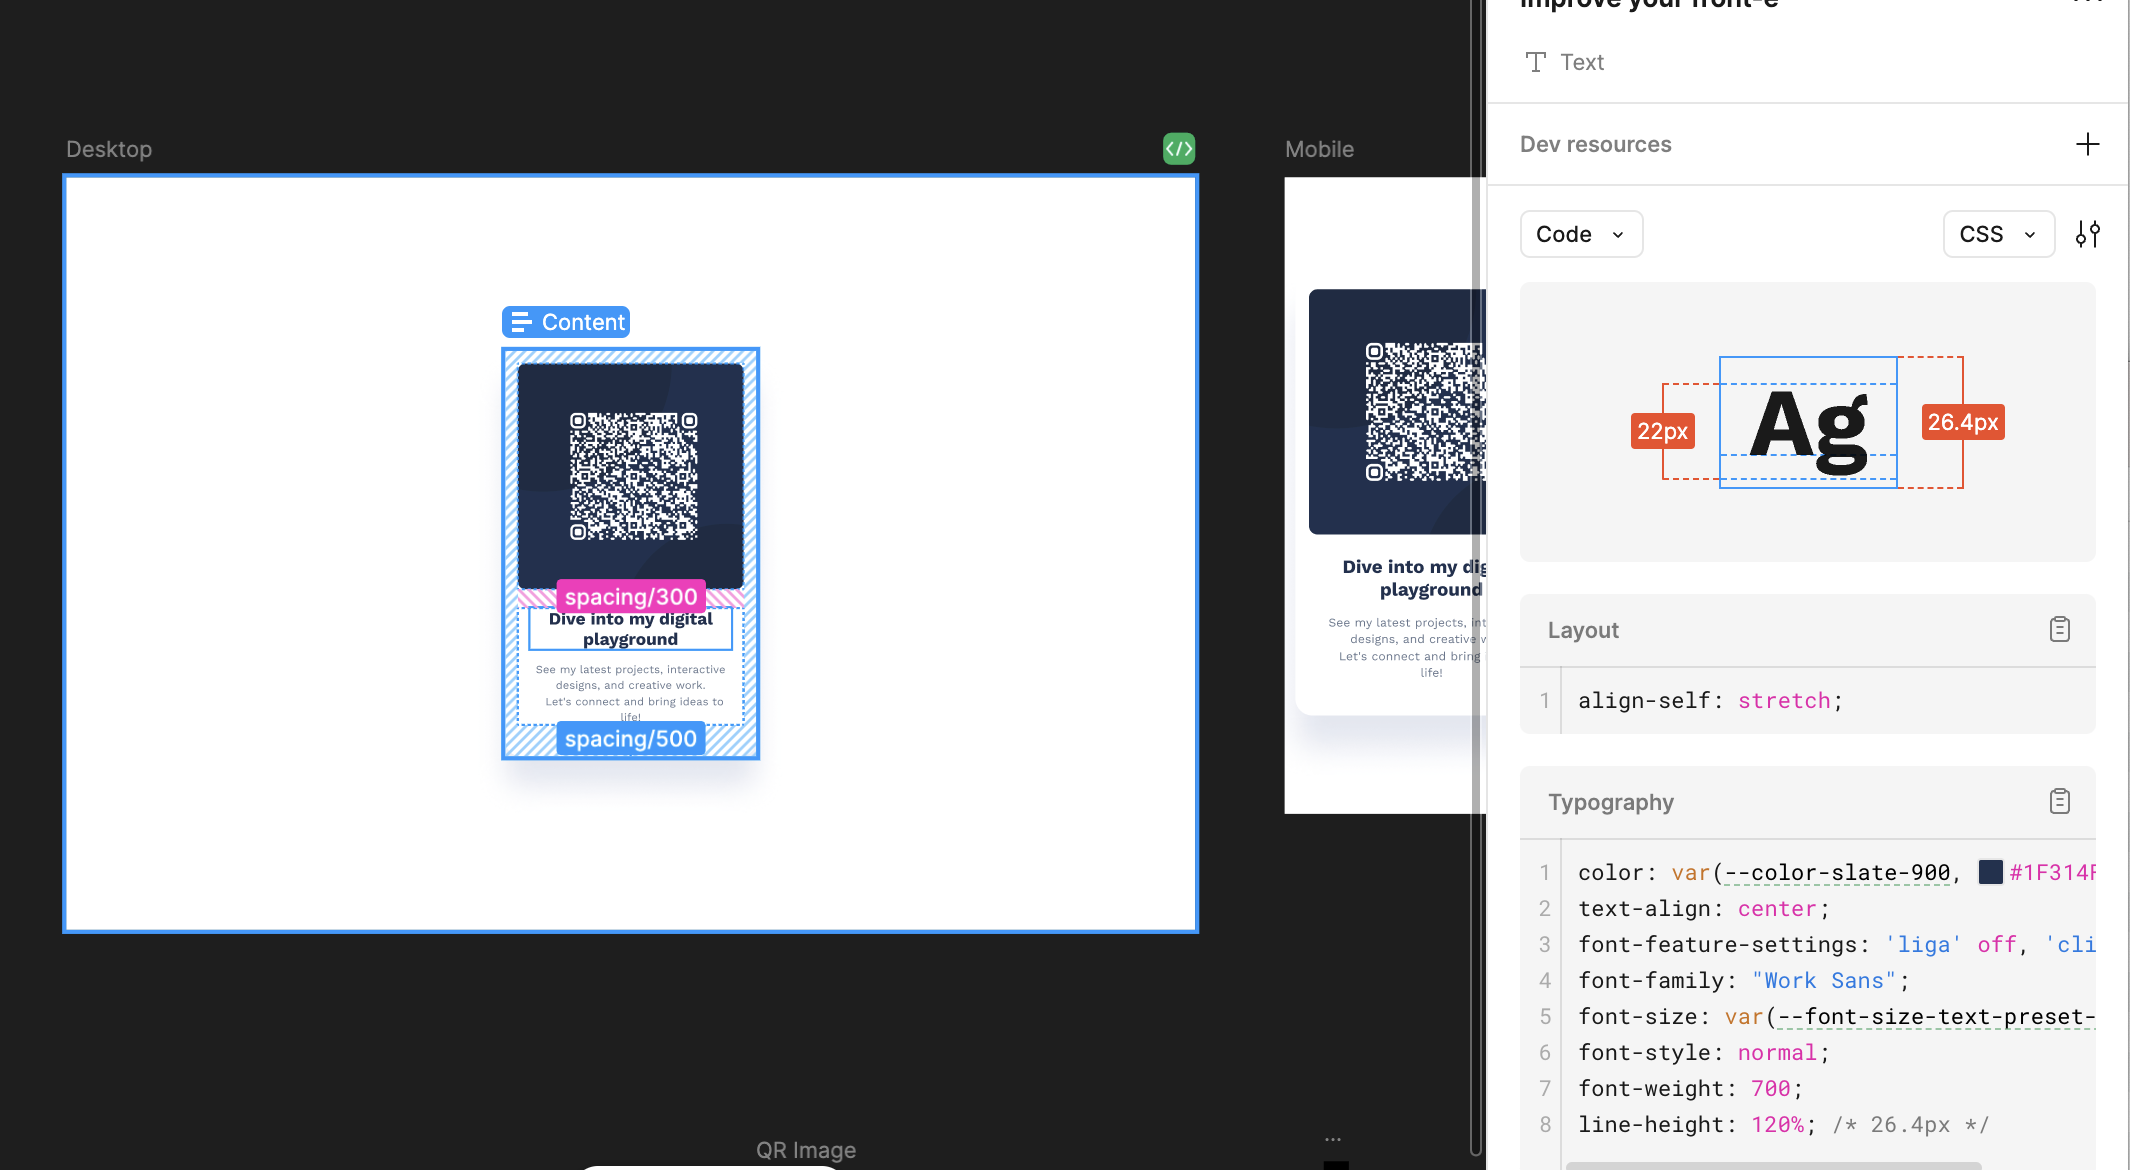 Improve your front-e
Text
Dev resources
Code
CSS
22px
Ag
26.4px
Layout
1 align-self: stretch;
Typography
1 color: var(--color-slate-900, #1F314F
2 text-align: center;
3 font-feature-settings: 'liga' off, 'cli
4 font-family: "Work Sans";
5 font-size: var(--font-size-text-preset-
6 font-style: normal;
7 font-weight: 700;
8 line-height: 120%; /* 26.4px */
Desktop
</>
Content
spacing/300
Dive into my digital
playground
See my latest projects, interactive
designs, and creative work.
Let's connect and bring ideas to
life!
spacing/500
Mobile
Dive into my dig
playground
See my latest projects, int
designs, and creative w
Let's connect and bring
life!
QR Image
...